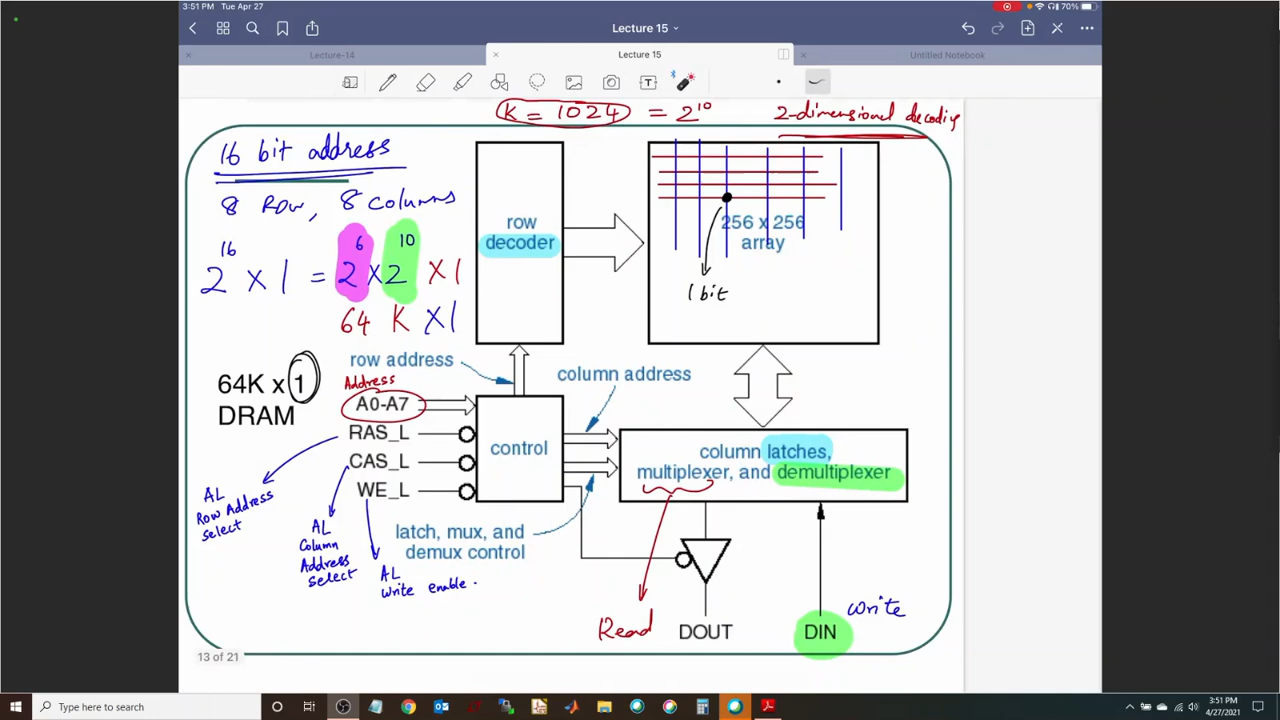 3:51 PM Tue Apr 27
70%
Lecture 15
Lecture-14
Lecture 15
Untitled Notebook
K = 1024 = 2^10
2-dimensional decoding
16 bit address
8 Row, 8 columns
2^16 X 1 = 2^6 X 2^10 X 1
64 K X 1
row
decoder
256 x 256
array
1 bit
row address
column address
64K x 1
DRAM
Address
A0-A7
RAS_L
CAS_L
WE_L
control
column latches,
multiplexer, and demultiplexer
latch, mux, and
demux control
AL
Row Address
select
AL
Column
Address
select
AL
Write enable
Read
DOUT
DIN
write
13 of 21
Type here to search
3:51 PM
4/27/2021